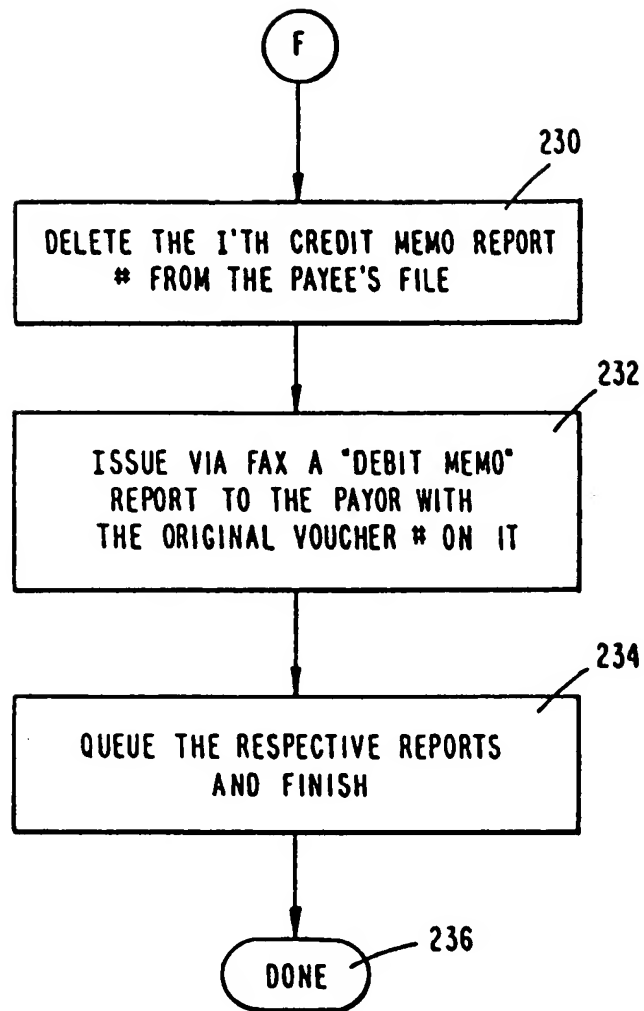 F
230
DELETE THE I'TH CREDIT MEMO REPORT
# FROM THE PAYEE'S FILE
232
ISSUE VIA FAX A "DEBIT MEMO"
REPORT TO THE PAYOR WITH
THE ORIGINAL VOUCHER # ON IT
234
QUEUE THE RESPECTIVE REPORTS
AND FINISH
236
DONE